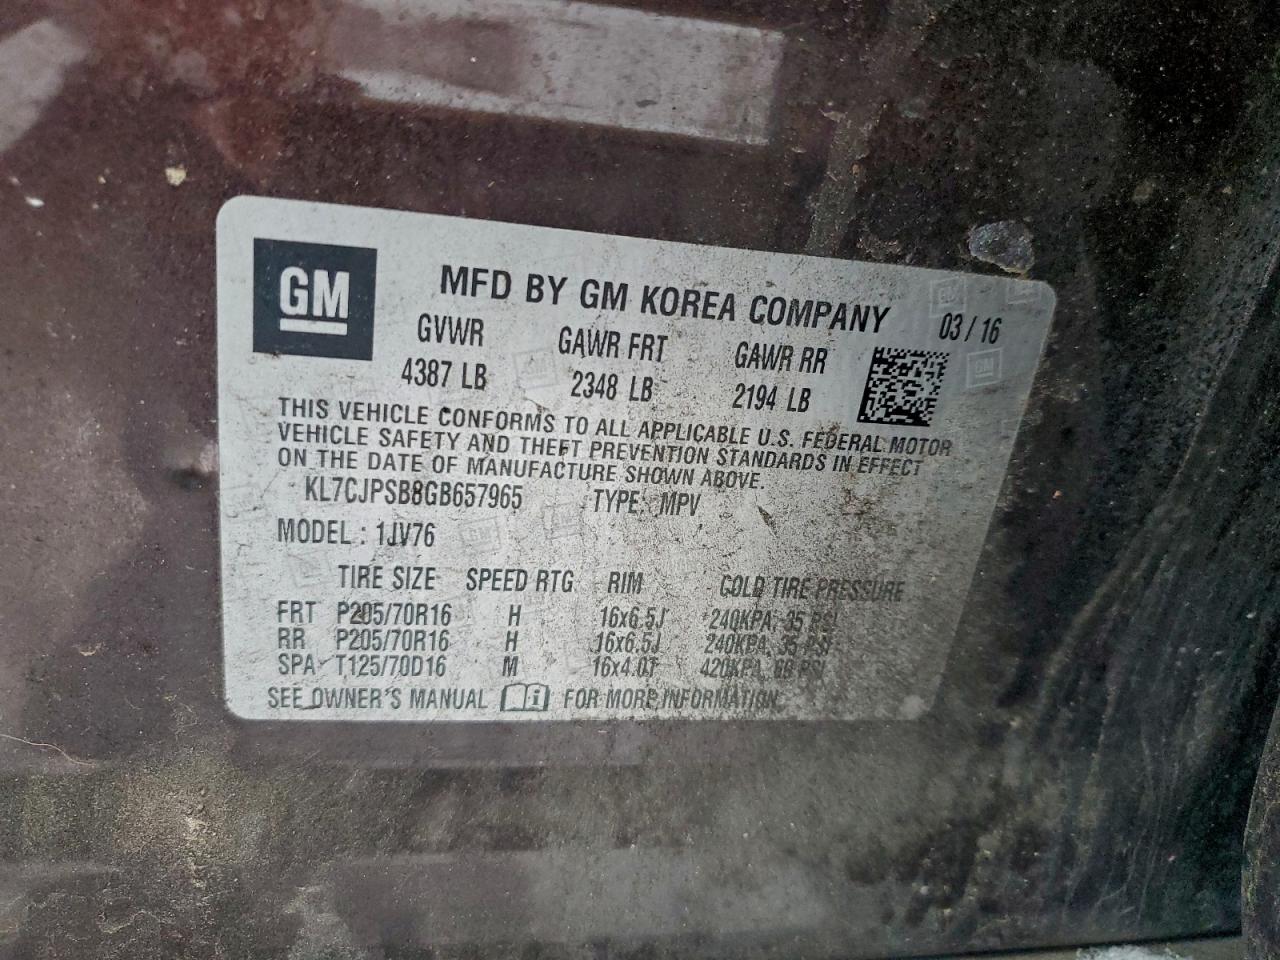 GM
MFD BY GM KOREA COMPANY 03/16
GVWR GAWR FRT GAWR RR
4387 LB 2348 LB 2194 LB
THIS VEHICLE CONFORMS TO ALL APPLICABLE U.S. FEDERAL MOTOR
VEHICLE SAFETY AND THEFT PREVENTION STANDARDS IN EFFECT
ON THE DATE OF MANUFACTURE SHOWN ABOVE.
KL7CJPSB8GB657965 TYPE: MPV
MODEL : 1JV76
TIRE SIZE SPEED RTG RIM COLD TIRE PRESSURE
FRT P205/70R16 H 16x6.5J 240KPA, 35 PSI
RR P205/70R16 H 16x6.5J 240KPA, 35 PSI
SPA T125/70D16 M 16x4.0T 420KPA, 60 PSI
SEE OWNER'S MANUAL FOR MORE INFORMATION